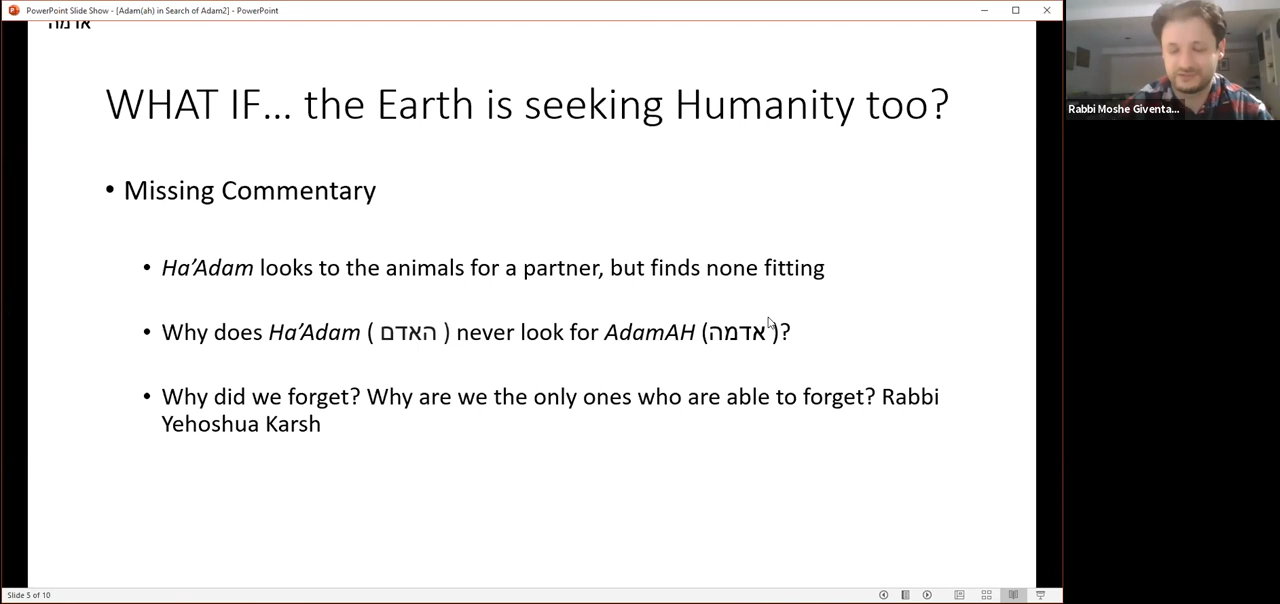 PowerPoint Slide Show - [Adam(ah) in Search of Adam2] - PowerPoint
אדמה
WHAT IF... the Earth is seeking Humanity too?
• Missing Commentary
• Ha’Adam looks to the animals for a partner, but finds none fitting
• Why does Ha’Adam ( האדם ) never look for AdamAH (אדמה )?
• Why did we forget? Why are we the only ones who are able to forget? Rabbi
Yehoshua Karsh
Slide 5 of 10
Rabbi Moshe Giventa...